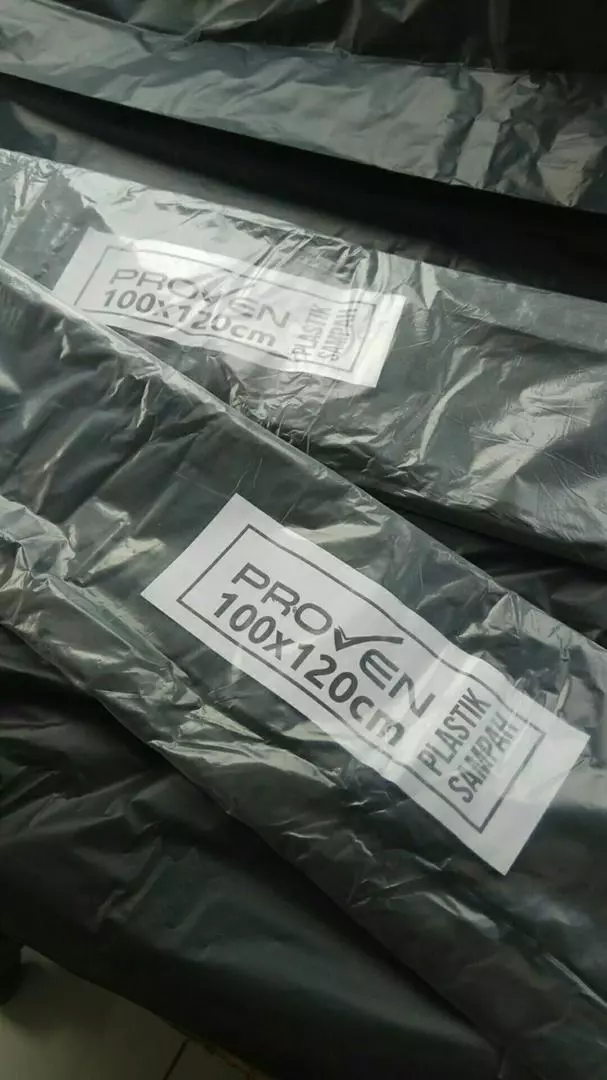 PROVEN
100x120cm
PLASTIK
SAMPAH
PROVEN
100x120cm
PLASTIK
SAMPAH